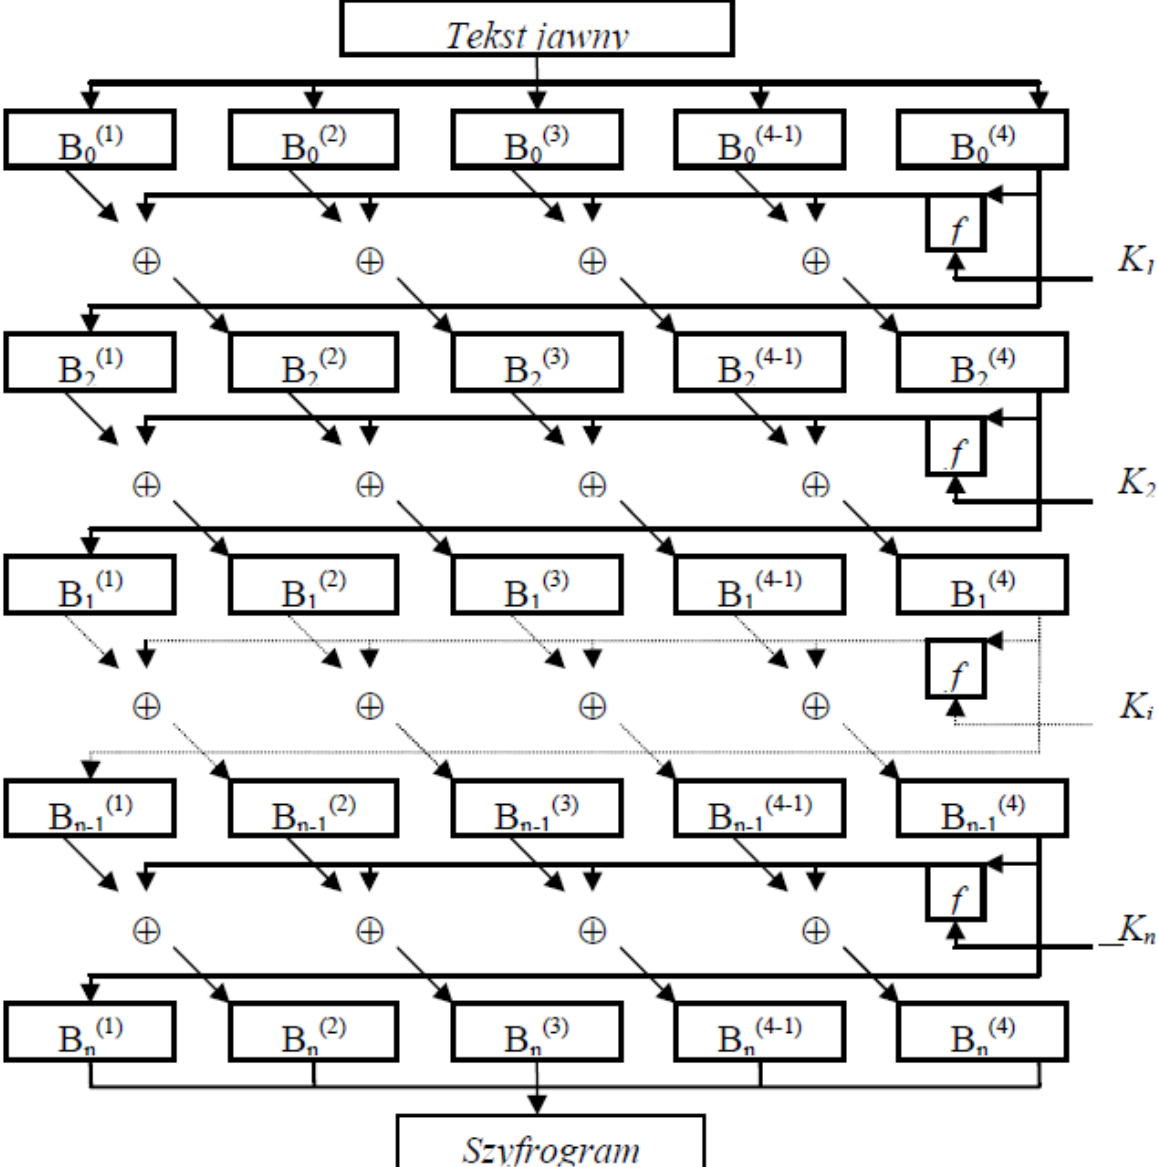 Tekst jawny
B₀⁽¹⁾ B₀⁽²⁾ B₀⁽³⁾ B₀⁽⁴⁻¹⁾ B₀⁽⁴⁾
f
⊕ ⊕ ⊕ ⊕ K₁
B₂⁽¹⁾ B₂⁽²⁾ B₂⁽³⁾ B₂⁽⁴⁻¹⁾ B₂⁽⁴⁾
f
⊕ ⊕ ⊕ ⊕ K₂
B₁⁽¹⁾ B₁⁽²⁾ B₁⁽³⁾ B₁⁽⁴⁻¹⁾ B₁⁽⁴⁾
f
⊕ ⊕ ⊕ ⊕ Kᵢ
Bₙ₋₁⁽¹⁾ Bₙ₋₁⁽²⁾ Bₙ₋₁⁽³⁾ Bₙ₋₁⁽⁴⁻¹⁾ Bₙ₋₁⁽⁴⁾
f
⊕ ⊕ ⊕ ⊕ Kₙ
Bₙ⁽¹⁾ Bₙ⁽²⁾ Bₙ⁽³⁾ Bₙ⁽⁴⁻¹⁾ Bₙ⁽⁴⁾
Szyfrogram